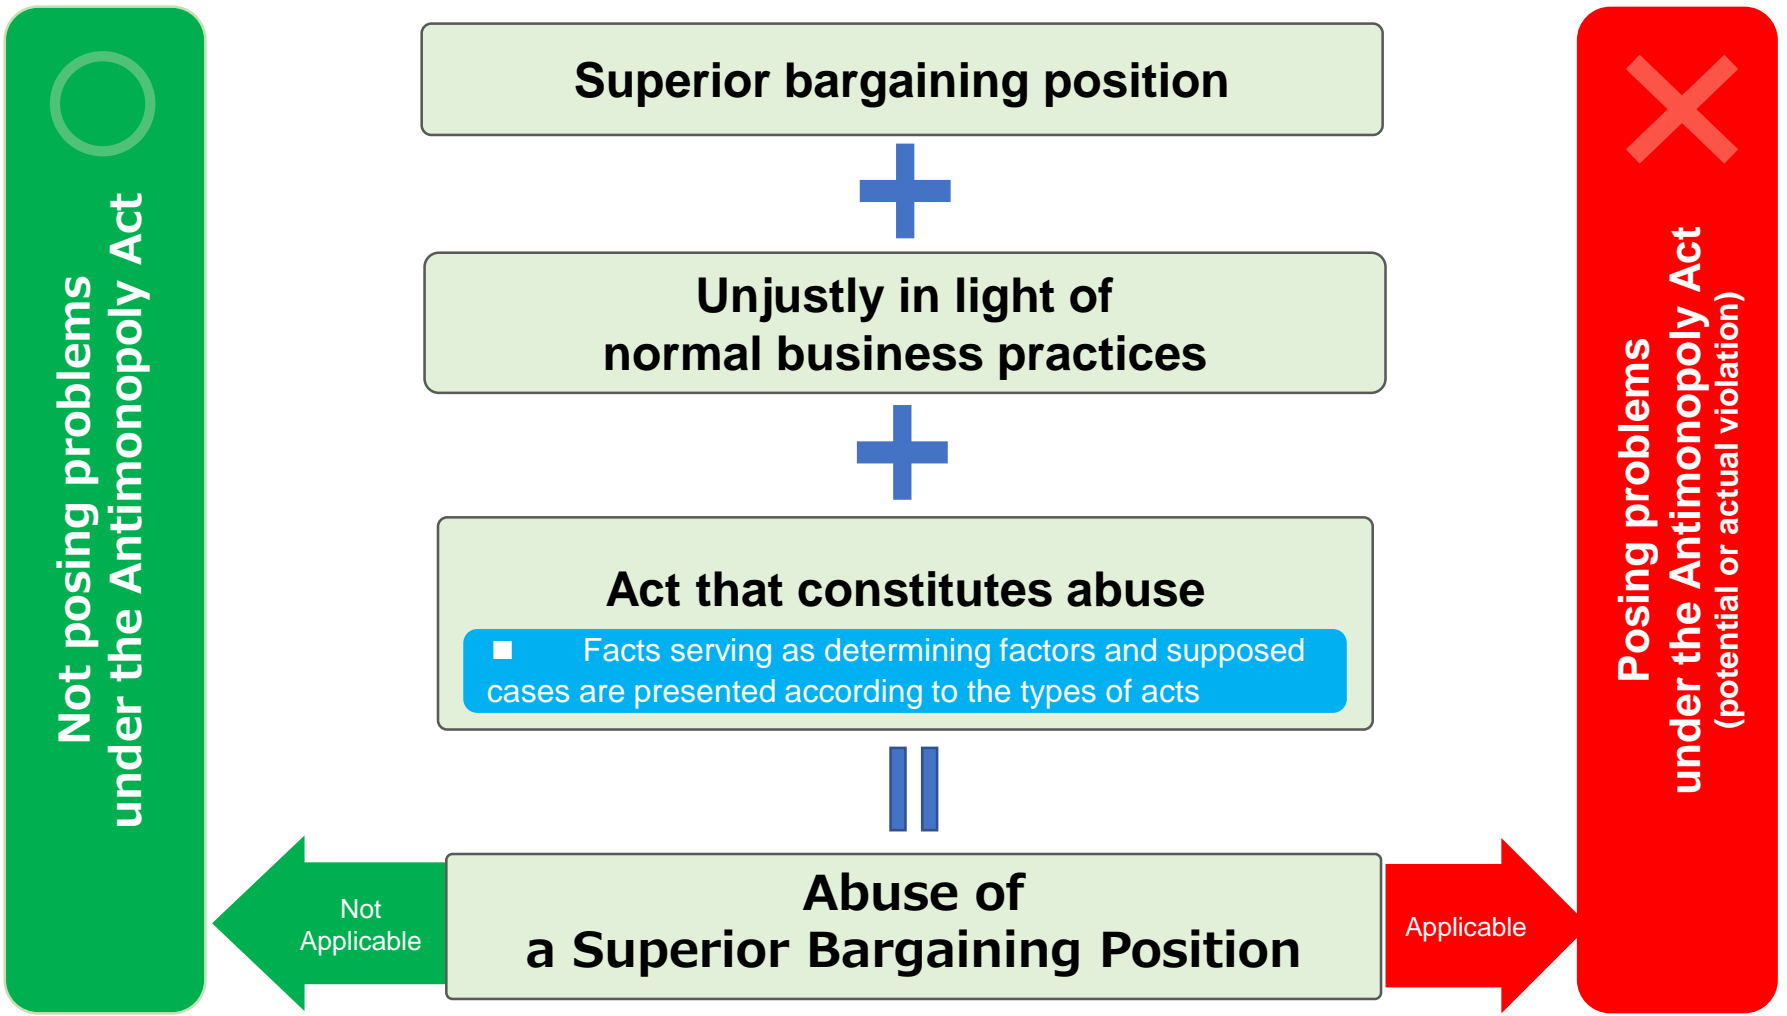 Not posing problems
under the Antimonopoly Act
Superior bargaining position
Unjustly in light of
normal business practices
Act that constitutes abuse
■ Facts serving as determining factors and supposed
cases are presented according to the types of acts
Not
Applicable
Abuse of
a Superior Bargaining Position
Applicable
Posing problems
under the Antimonopoly Act
(potential or actual violation)